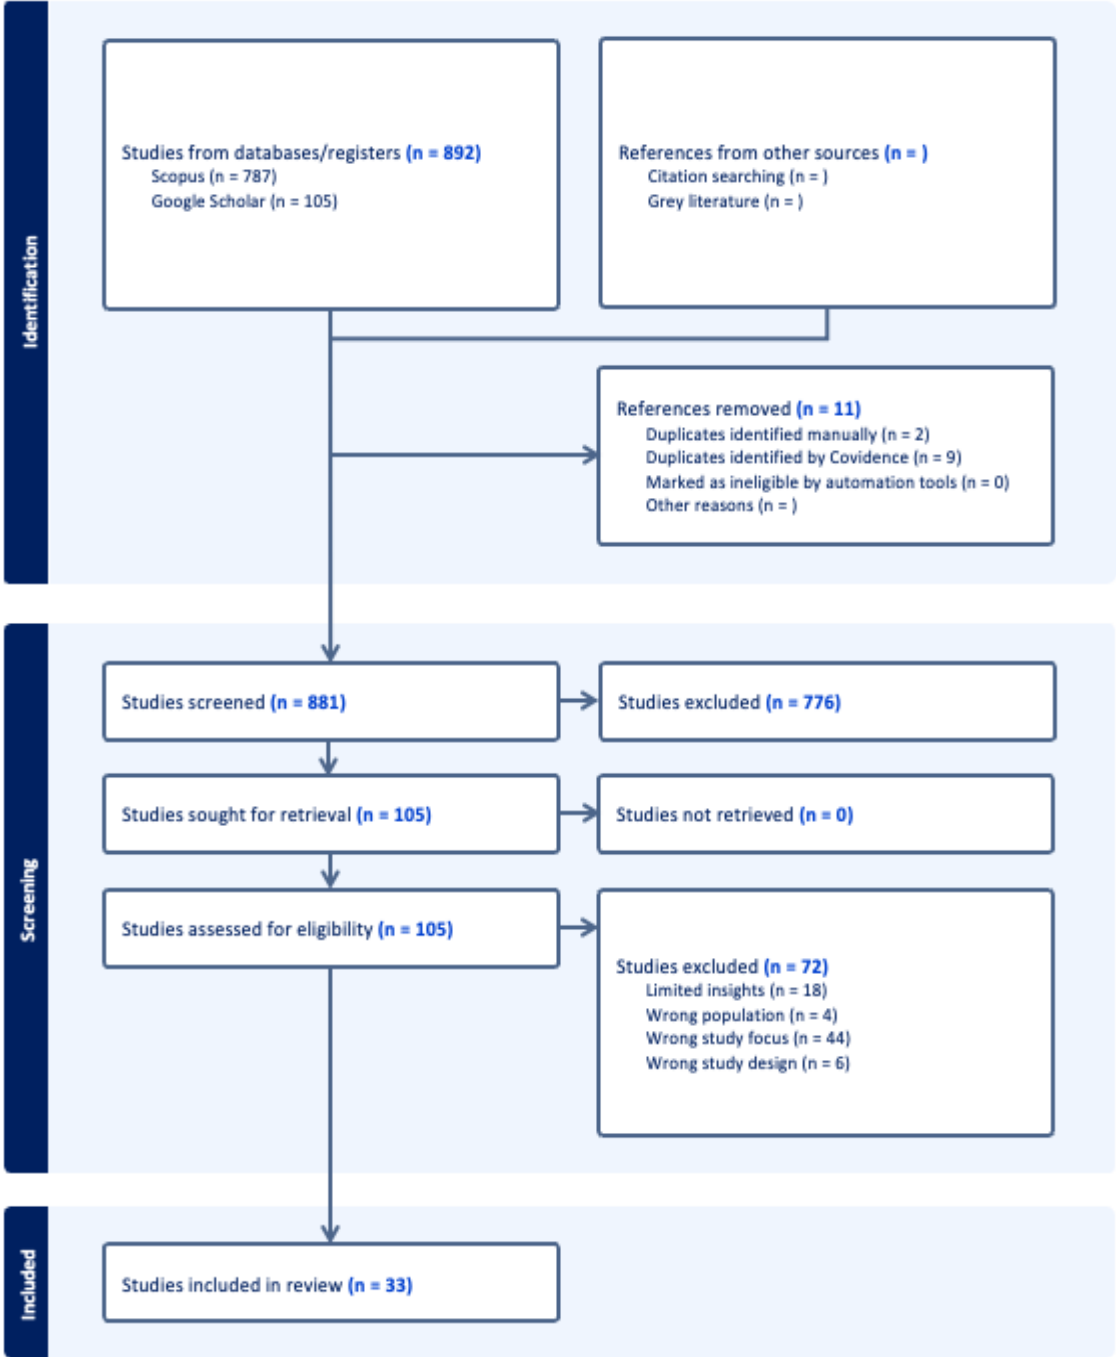 Identification
Studies from databases/registers (n = 892)
Scopus (n = 787)
Google Scholar (n = 105)
References from other sources (n = )
Citation searching (n = )
Grey literature (n = )
References removed (n = 11)
Duplicates identified manually (n = 2)
Duplicates identified by Covidence (n = 9)
Marked as ineligible by automation tools (n = 0)
Other reasons (n = )
Screening
Studies screened (n = 881)
Studies excluded (n = 776)
Studies sought for retrieval (n = 105)
Studies not retrieved (n = 0)
Studies assessed for eligibility (n = 105)
Studies excluded (n = 72)
Limited insights (n = 18)
Wrong population (n = 4)
Wrong study focus (n = 44)
Wrong study design (n = 6)
Included
Studies included in review (n = 33)